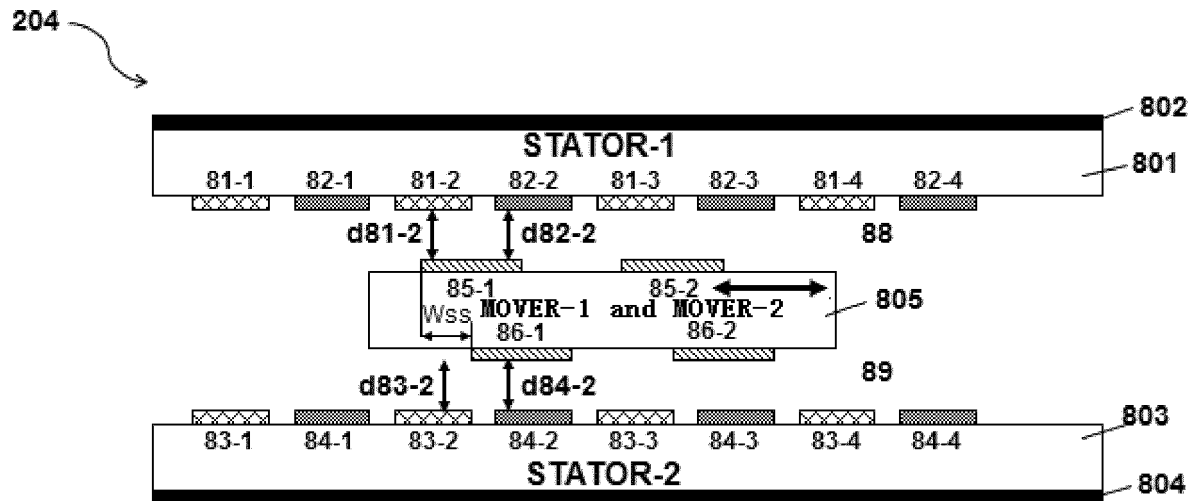 204
802
STATOR-1
801
81-1 82-1 81-2 82-2 81-3 82-3 81-4 82-4
d81-2 d82-2 88
85-1 85-2
805
Wss MOVER-1 and MOVER-2
86-1 86-2
d83-2 d84-2 89
803
83-1 84-1 83-2 84-2 83-3 84-3 83-4 84-4
STATOR-2
804